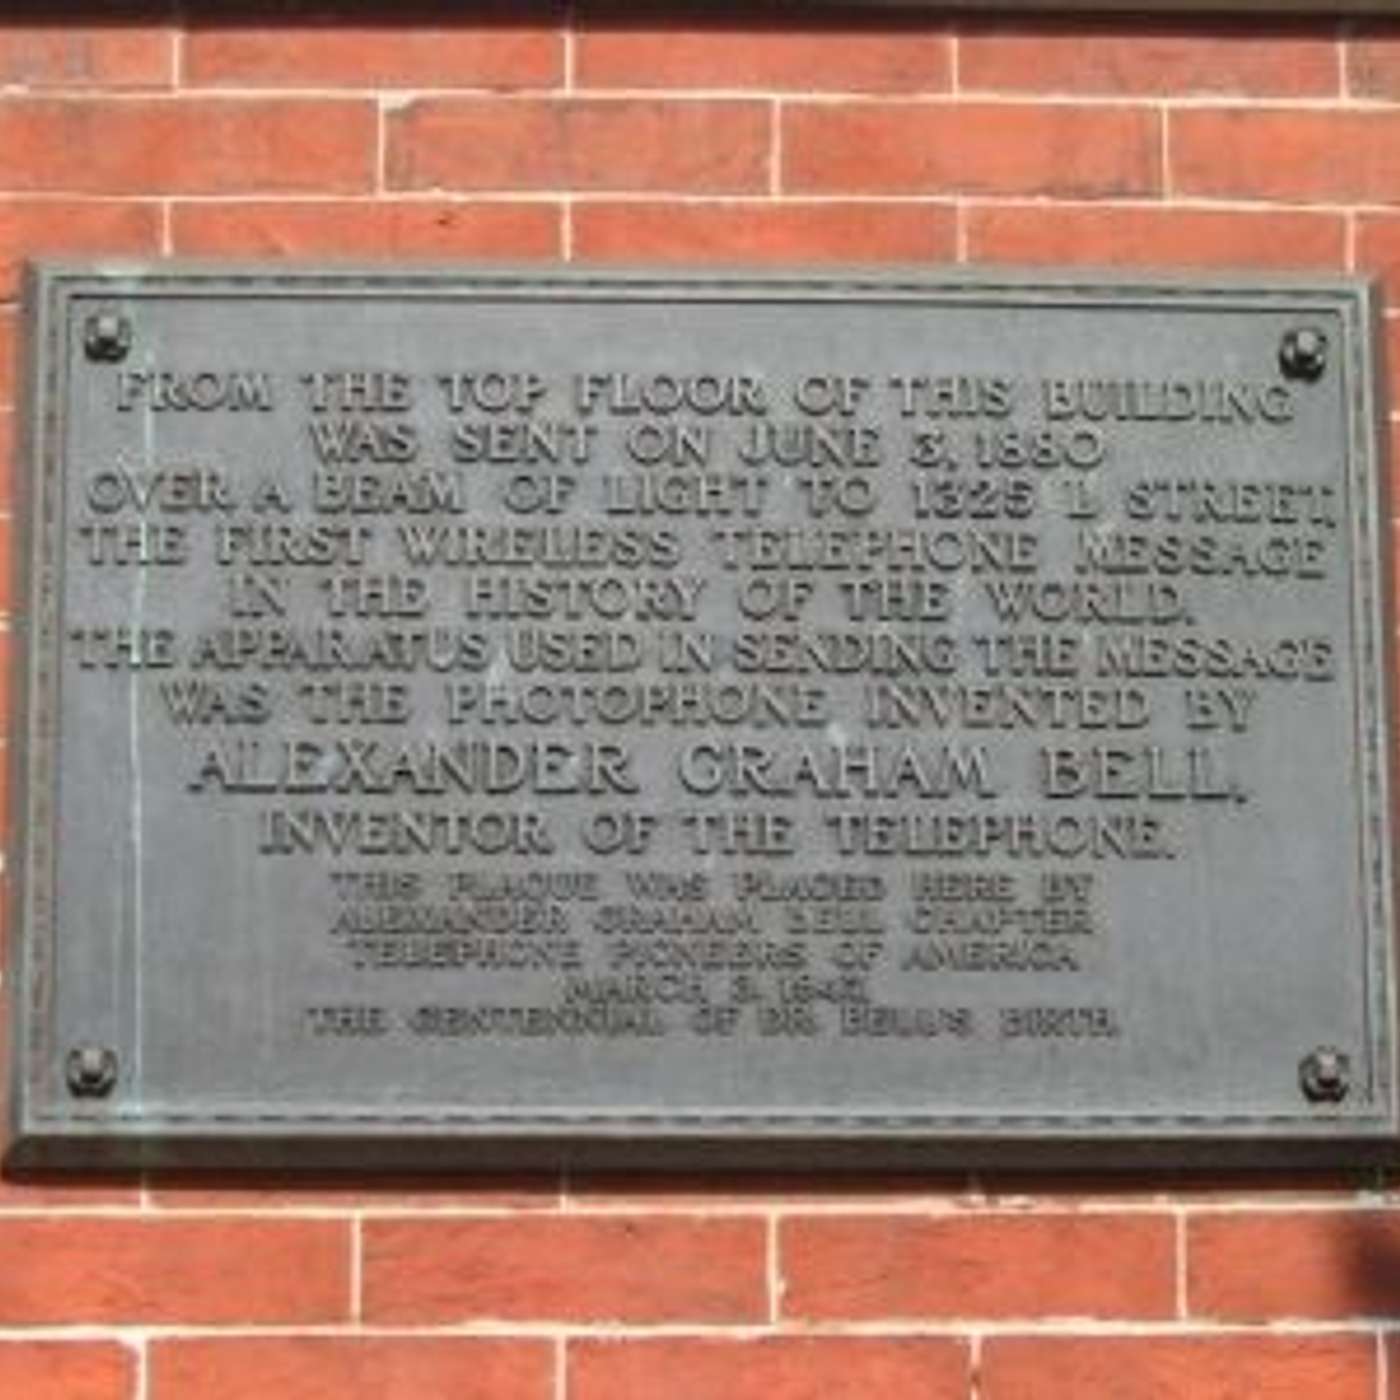 FROM THE TOP FLOOR OF THIS BUILDING
WAS SENT ON JUNE 3, 1880
OVER A BEAM OF LIGHT TO 1325 L STREET,
THE FIRST WIRELESS TELEPHONE MESSAGE
IN THE HISTORY OF THE WORLD.
THE APPARATUS USED IN SENDING THE MESSAGE
WAS THE PHOTOPHONE INVENTED BY
ALEXANDER GRAHAM BELL,
INVENTOR OF THE TELEPHONE.
THIS PLAQUE WAS PLACED HERE BY
ALEXANDER GRAHAM BELL CHAPTER
TELEPHONE PIONEERS OF AMERICA
MARCH 3, 1947,
THE CENTENNIAL OF DR. BELL'S BIRTH